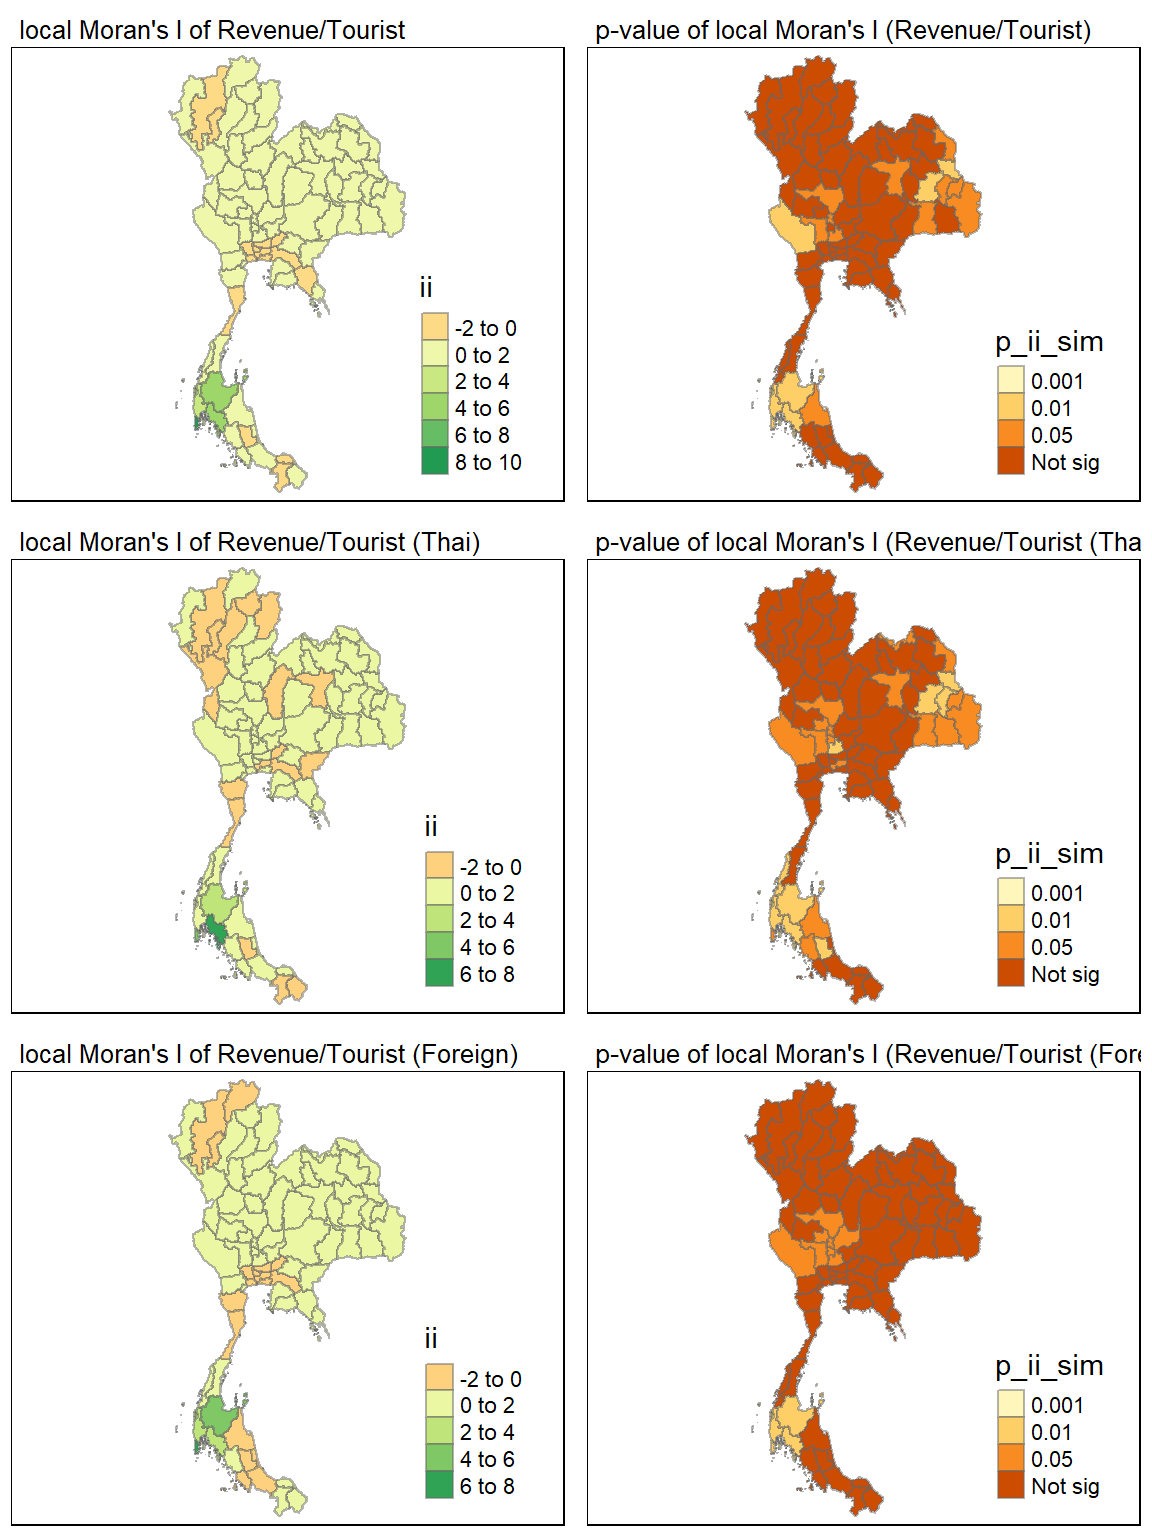 local Moran's I of Revenue/Tourist
p-value of local Moran's I (Revenue/Tourist)
ii
-2 to 0
0 to 2
2 to 4
4 to 6
6 to 8
8 to 10
p_ii_sim
0.001
0.01
0.05
Not sig
local Moran's I of Revenue/Tourist (Thai)
p-value of local Moran's I (Revenue/Tourist (Tha
ii
-2 to 0
0 to 2
2 to 4
4 to 6
6 to 8
p_ii_sim
0.001
0.01
0.05
Not sig
local Moran's I of Revenue/Tourist (Foreign)
p-value of local Moran's I (Revenue/Tourist (Fore
ii
-2 to 0
0 to 2
2 to 4
4 to 6
6 to 8
p_ii_sim
0.001
0.01
0.05
Not sig